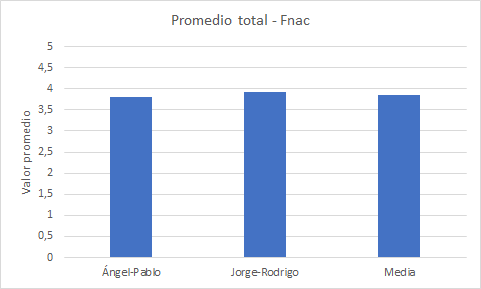 Promedio total - Fnac
Valor promedio
5
4,5
4
3,5
3
2,5
2
1,5
1
0,5
0
Ángel-Pablo
Jorge-Rodrigo
Media